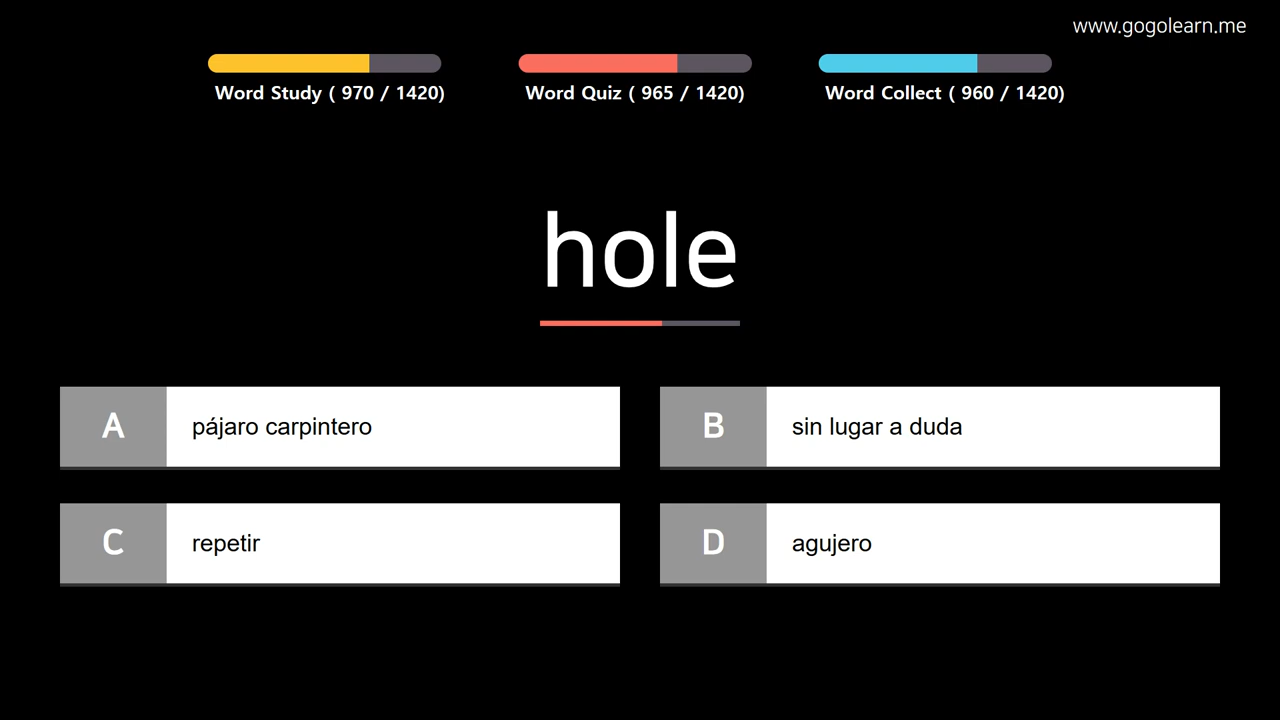 www.gogolearn.me
Word Study ( 970 / 1420)
Word Quiz ( 965 / 1420)
Word Collect ( 960 / 1420)
hole
A pájaro carpintero
B sin lugar a duda
C repetir
D agujero